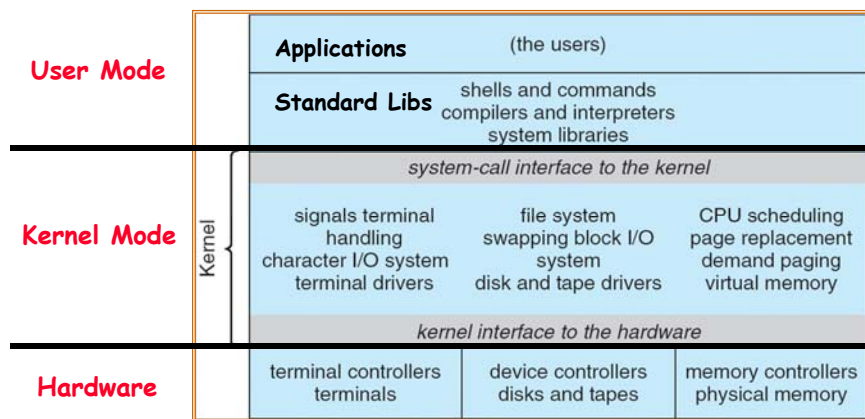 User Mode
Applications
(the users)
Standard Libs
shells and commands
compilers and interpreters
system libraries
Kernel Mode
Kernel
system-call interface to the kernel
signals terminal
handling
character I/O system
terminal drivers
file system
swapping block I/O
system
disk and tape drivers
CPU scheduling
page replacement
demand paging
virtual memory
kernel interface to the hardware
Hardware
terminal controllers
terminals
device controllers
disks and tapes
memory controllers
physical memory